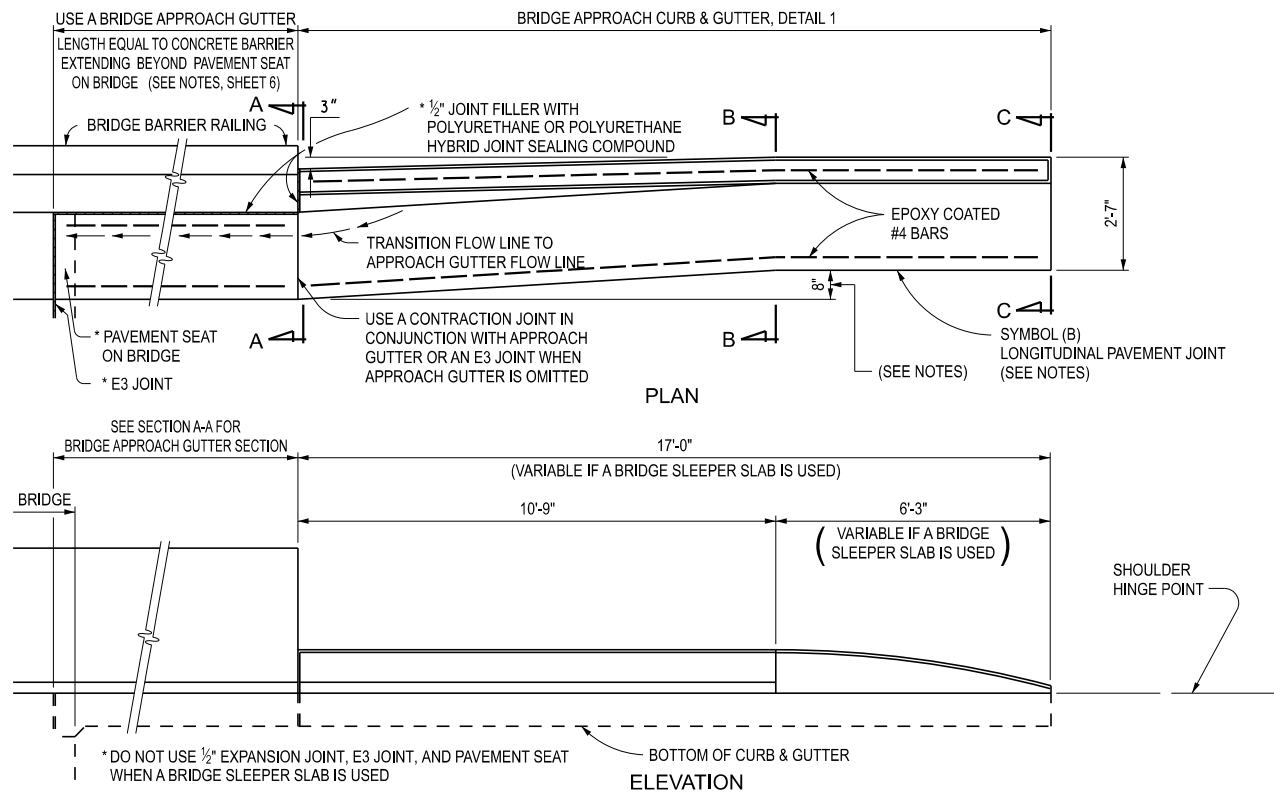 USE A BRIDGE APPROACH GUTTER
LENGTH EQUAL TO CONCRETE BARRIER
EXTENDING BEYOND PAVEMENT SEAT
ON BRIDGE (SEE NOTES, SHEET 6)
BRIDGE APPROACH CURB & GUTTER, DETAIL 1
BRIDGE BARRIER RAILING
A
3"
* ½" JOINT FILLER WITH
POLYURETHANE OR POLYURETHANE
HYBRID JOINT SEALING COMPOUND
B
C
EPOXY COATED
#4 BARS
2'-7"
TRANSITION FLOW LINE TO
APPROACH GUTTER FLOW LINE
8"
* PAVEMENT SEAT
ON BRIDGE
* E3 JOINT
A
USE A CONTRACTION JOINT IN
CONJUNCTION WITH APPROACH
GUTTER OR AN E3 JOINT WHEN
APPROACH GUTTER IS OMITTED
B
(SEE NOTES)
C
SYMBOL (B)
LONGITUDINAL PAVEMENT JOINT
(SEE NOTES)
PLAN
SEE SECTION A-A FOR
BRIDGE APPROACH GUTTER SECTION
17'-0"
(VARIABLE IF A BRIDGE SLEEPER SLAB IS USED)
BRIDGE
10'-9"
6'-3"
( VARIABLE IF A BRIDGE
SLEEPER SLAB IS USED )
SHOULDER
HINGE POINT
* DO NOT USE ½" EXPANSION JOINT, E3 JOINT, AND PAVEMENT SEAT
WHEN A BRIDGE SLEEPER SLAB IS USED
BOTTOM OF CURB & GUTTER
ELEVATION